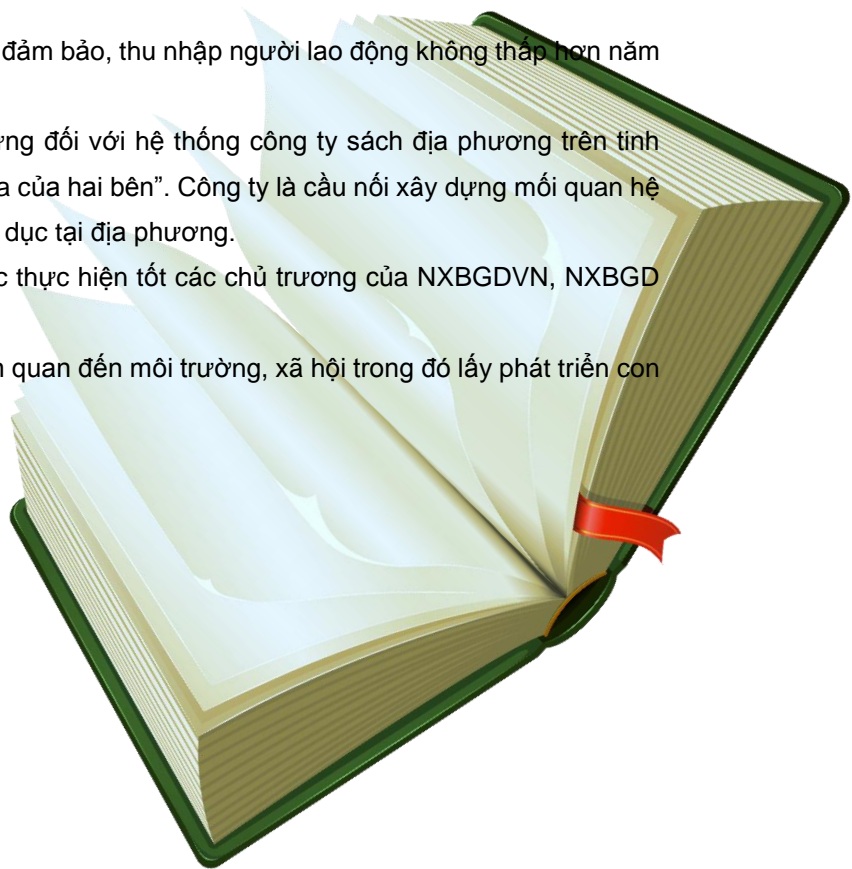 đảm bảo, thu nhập người lao động không thấp hơn năm
ứng đối với hệ thống công ty sách địa phương trên tinh
a của hai bên”. Công ty là cầu nối xây dựng mối quan hệ
dục tại địa phương.
c thực hiện tốt các chủ trương của NXBGDVN, NXBGD
n quan đến môi trường, xã hội trong đó lấy phát triển con